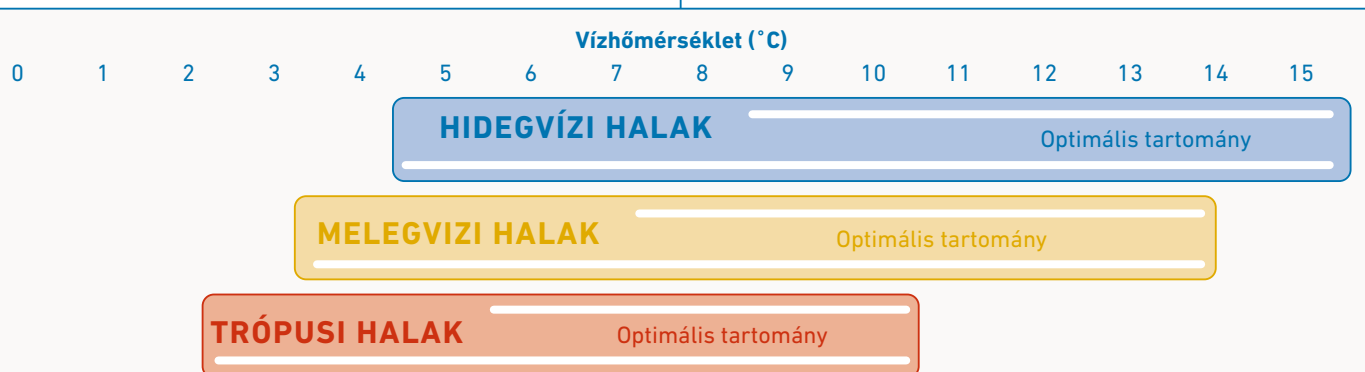 Vízhőmérséklet (˚C)
0 1 2 3 4 5 6 7 8 9 10 11 12 13 14 15
HIDEGVÍZI HALAK
Optimális tartomány
MELEGVIZI HALAK
Optimális tartomány
TRÓPUSI HALAK
Optimális tartomány